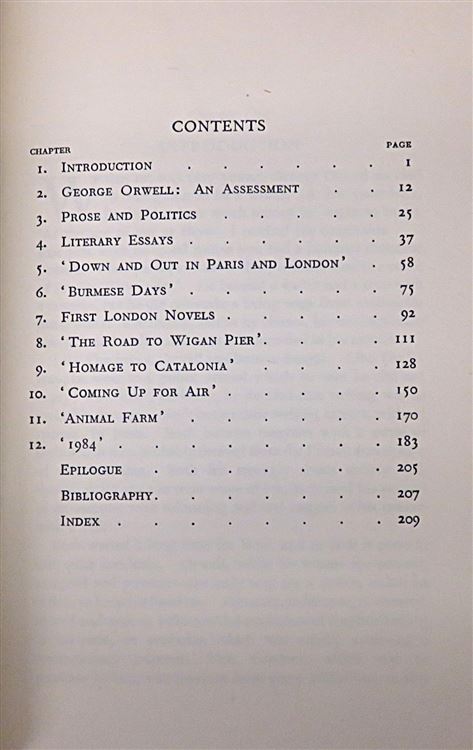 CONTENTS
CHAPTER PAGE
1. INTRODUCTION . . . . . . 1
2. GEORGE ORWELL: AN ASSESSMENT . . 12
3. PROSE AND POLITICS . . . . 25
4. LITERARY ESSAYS . . . . . 37
5. ‘DOWN AND OUT IN PARIS AND LONDON’ . 58
6. ‘BURMESE DAYS’ . . . . . 75
7. FIRST LONDON NOVELS . . . . 92
8. ‘THE ROAD TO WIGAN PIER’. . . . 111
9. ‘HOMAGE TO CATALONIA’ . . . . 128
10. ‘COMING UP FOR AIR’ . . . . 150
11. ‘ANIMAL FARM’ . . . . . 170
12. ‘1984’ . . . . . . . 183
EPILOGUE . . . . . . 205
BIBLIOGRAPHY. . . . . . 207
INDEX . . . . . . . 209